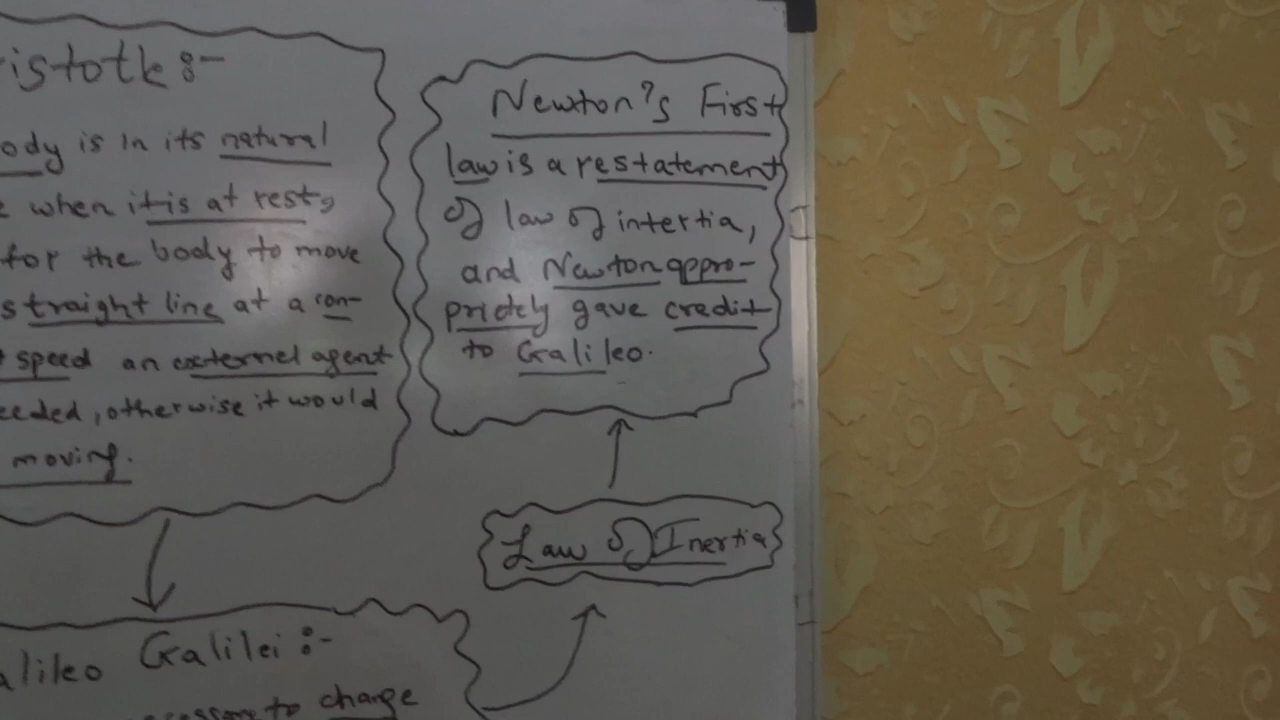 istotle :-
ody is in its natural
e when it is at rest,
for the body to move
straight line at a con-
t speed an external agent
eeded, otherwise it would
moving.
Newton's First
law is a restatement
of law of intertia,
and Newton appro-
priately gave credit
to Galileo.
Law of Inertia
alileo Galilei :-
cessary to change